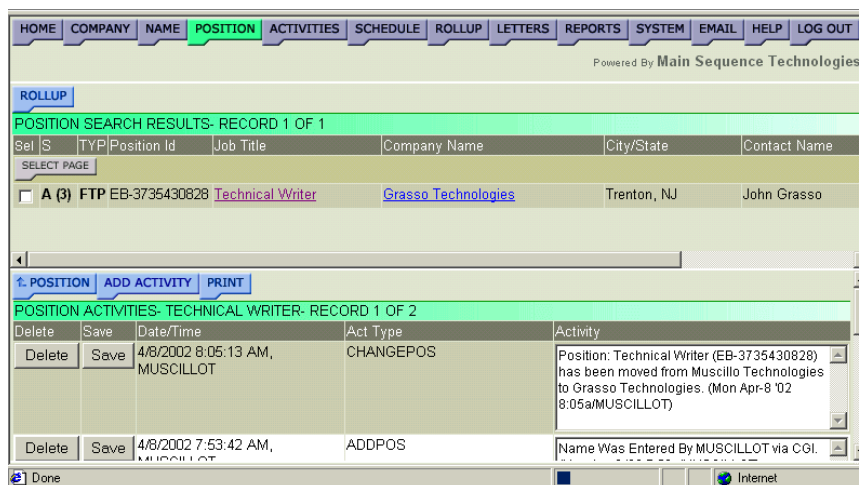 HOME COMPANY NAME POSITION ACTIVITIES SCHEDULE ROLLUP LETTERS REPORTS SYSTEM EMAIL HELP LOG OUT
Powered By Main Sequence Technologies
ROLLUP
POSITION SEARCH RESULTS- RECORD 1 OF 1
Sel S TYP Position Id Job Title Company Name City/State Contact Name
SELECT PAGE
A (3) FTP EB-3735430828 Technical Writer Grasso Technologies Trenton, NJ John Grasso
POSITION ADD ACTIVITY PRINT
POSITION ACTIVITIES- TECHNICAL WRITER- RECORD 1 OF 2
Delete Save Date/Time Act Type Activity
Delete Save 4/8/2002 8:05:13 AM, CHANGEPOS Position: Technical Writer (EB-3735430828)
MUSCILLOT has been moved from Muscillo Technologies
to Grasso Technologies. (Mon Apr-8 '02
8:05a/MUSCILLOT)
Delete Save 4/8/2002 7:53:42 AM, ADDPOS Name Was Entered By MUSCILLOT via CGI.
MUSCILLOT
Done Internet